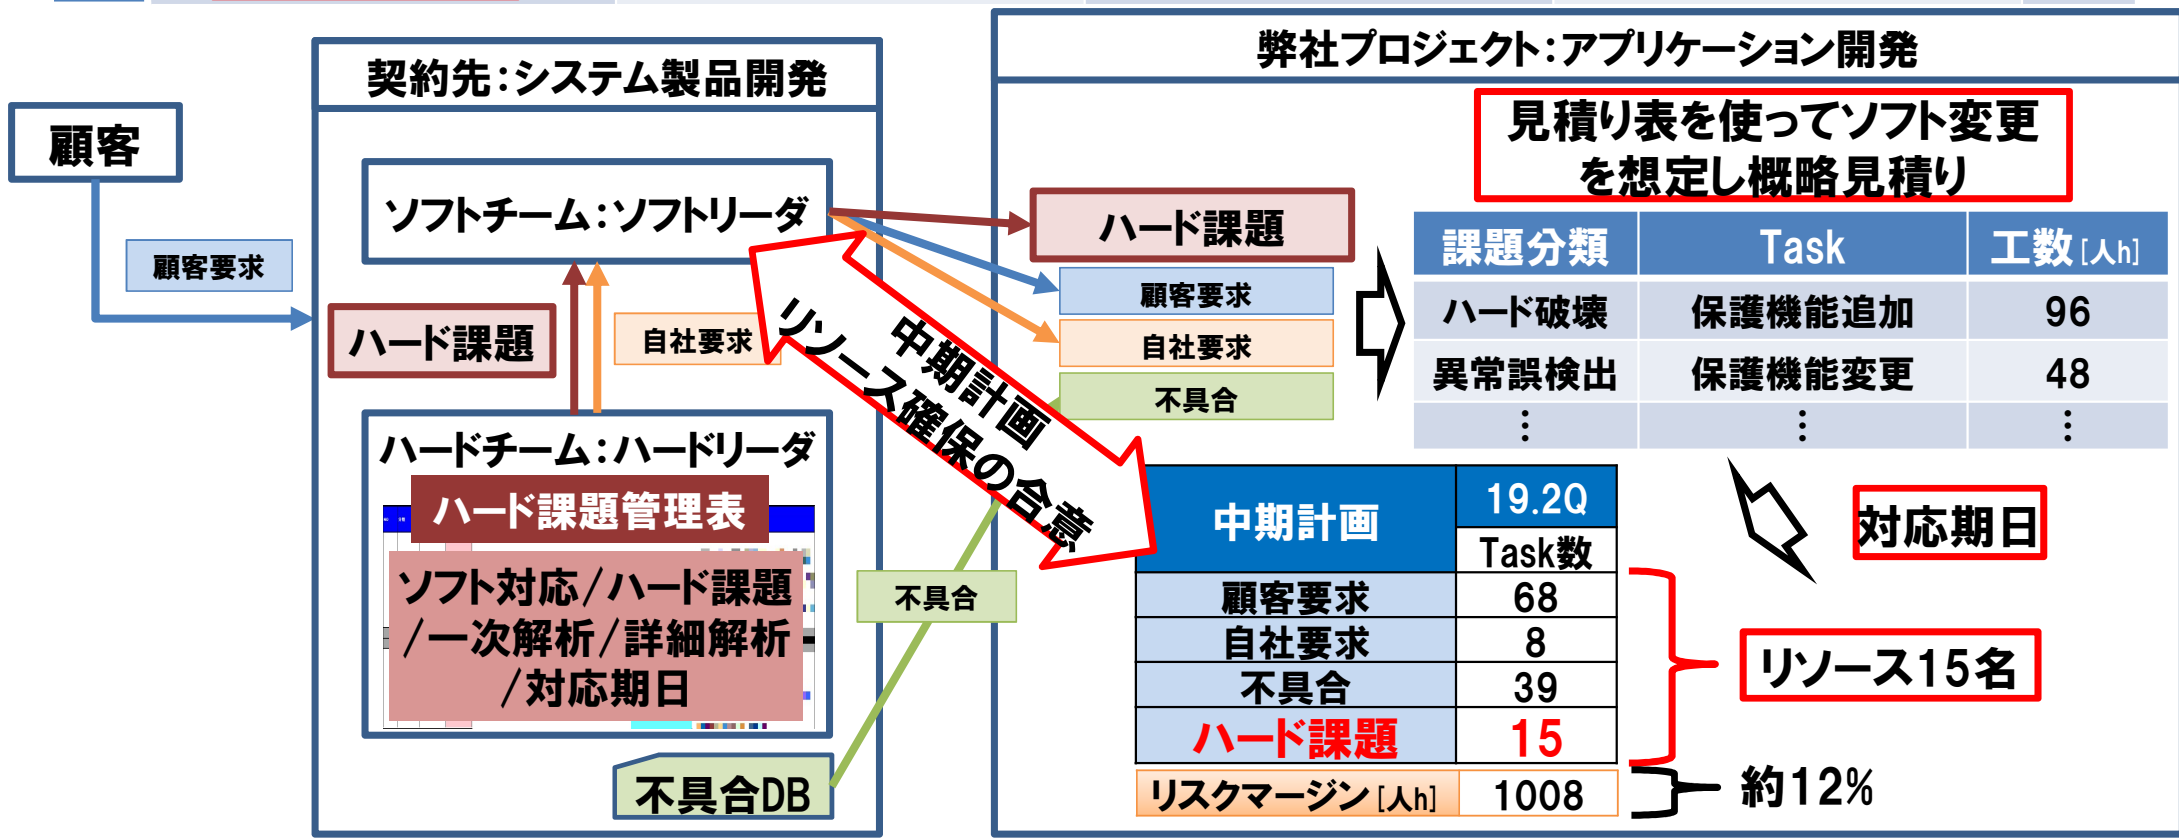 弊社プロジェクト:アプリケーション開発
契約先:システム製品開発
顧客
顧客要求
ソフトチーム:ソフトリーダ
ハード課題
自社要求
ハードチーム:ハードリーダ
ハード課題管理表
ソフト対応/ハード課題
/一次解析/詳細解析
/対応期日
不具合DB
不具合
中期計画
リソース確保の合意
ハード課題
顧客要求
自社要求
不具合
見積り表を使ってソフト変更
を想定し概略見積り
課題分類 Task 工数[人h]
ハード破壊 保護機能追加 96
異常誤検出 保護機能変更 48
⋮ ⋮ ⋮
対応期日
中期計画 19.2Q
Task数
顧客要求 68
自社要求 8
不具合 39
ハード課題 15
リソース15名
リスクマージン[人h] 1008
約12%